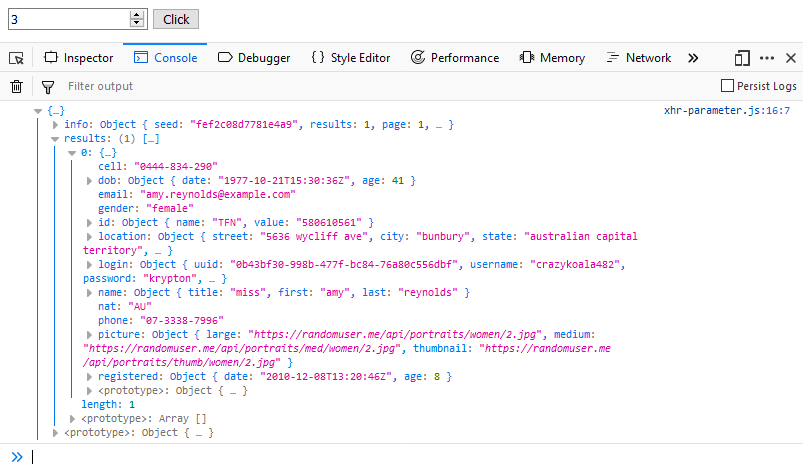 3 Click
Inspector Console Debugger { } Style Editor Performance Memory Network »
Filter output Persist Logs
{…} xhr-parameter.js:16:7
info: Object { seed: "fef2c08d7781e4a9", results: 1, page: 1, … }
results: (1) […]
0: {…}
cell: "0444-834-290"
dob: Object { date: "1977-10-21T15:30:36Z", age: 41 }
email: "amy.reynolds@example.com"
gender: "female"
id: Object { name: "TFN", value: "580610561" }
location: Object { street: "5636 wycliff ave", city: "bunbury", state: "australian capital
territory", … }
login: Object { uuid: "0b43bf30-998b-477f-bc84-76a80c556dbf", username: "crazykoala482",
password: "krypton", … }
name: Object { title: "miss", first: "amy", last: "reynolds" }
nat: "AU"
phone: "07-3338-7996"
picture: Object { large: "https://randomuser.me/api/portraits/women/2.jpg", medium:
"https://randomuser.me/api/portraits/med/women/2.jpg", thumbnail: "https://randomuser.me
/api/portraits/thumb/women/2.jpg" }
registered: Object { date: "2010-12-08T13:20:46Z", age: 8 }
<prototype>: Object { … }
length: 1
<prototype>: Array []
<prototype>: Object { … }
»